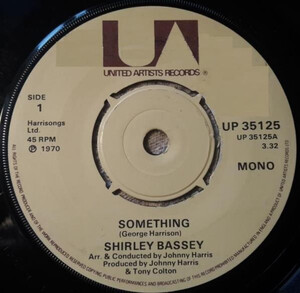 UA
UNITED ARTISTS RECORDS
SIDE
1
Harrisongs
Ltd.
45 RPM
℗ 1970
UP 35125
UP 35125A
3.32
MONO
SOMETHING
(George Harrison)
SHIRLEY BASSEY
Arr. & Conducted by Johnny Harris
Produced by Johnny Harris
& Tony Colton